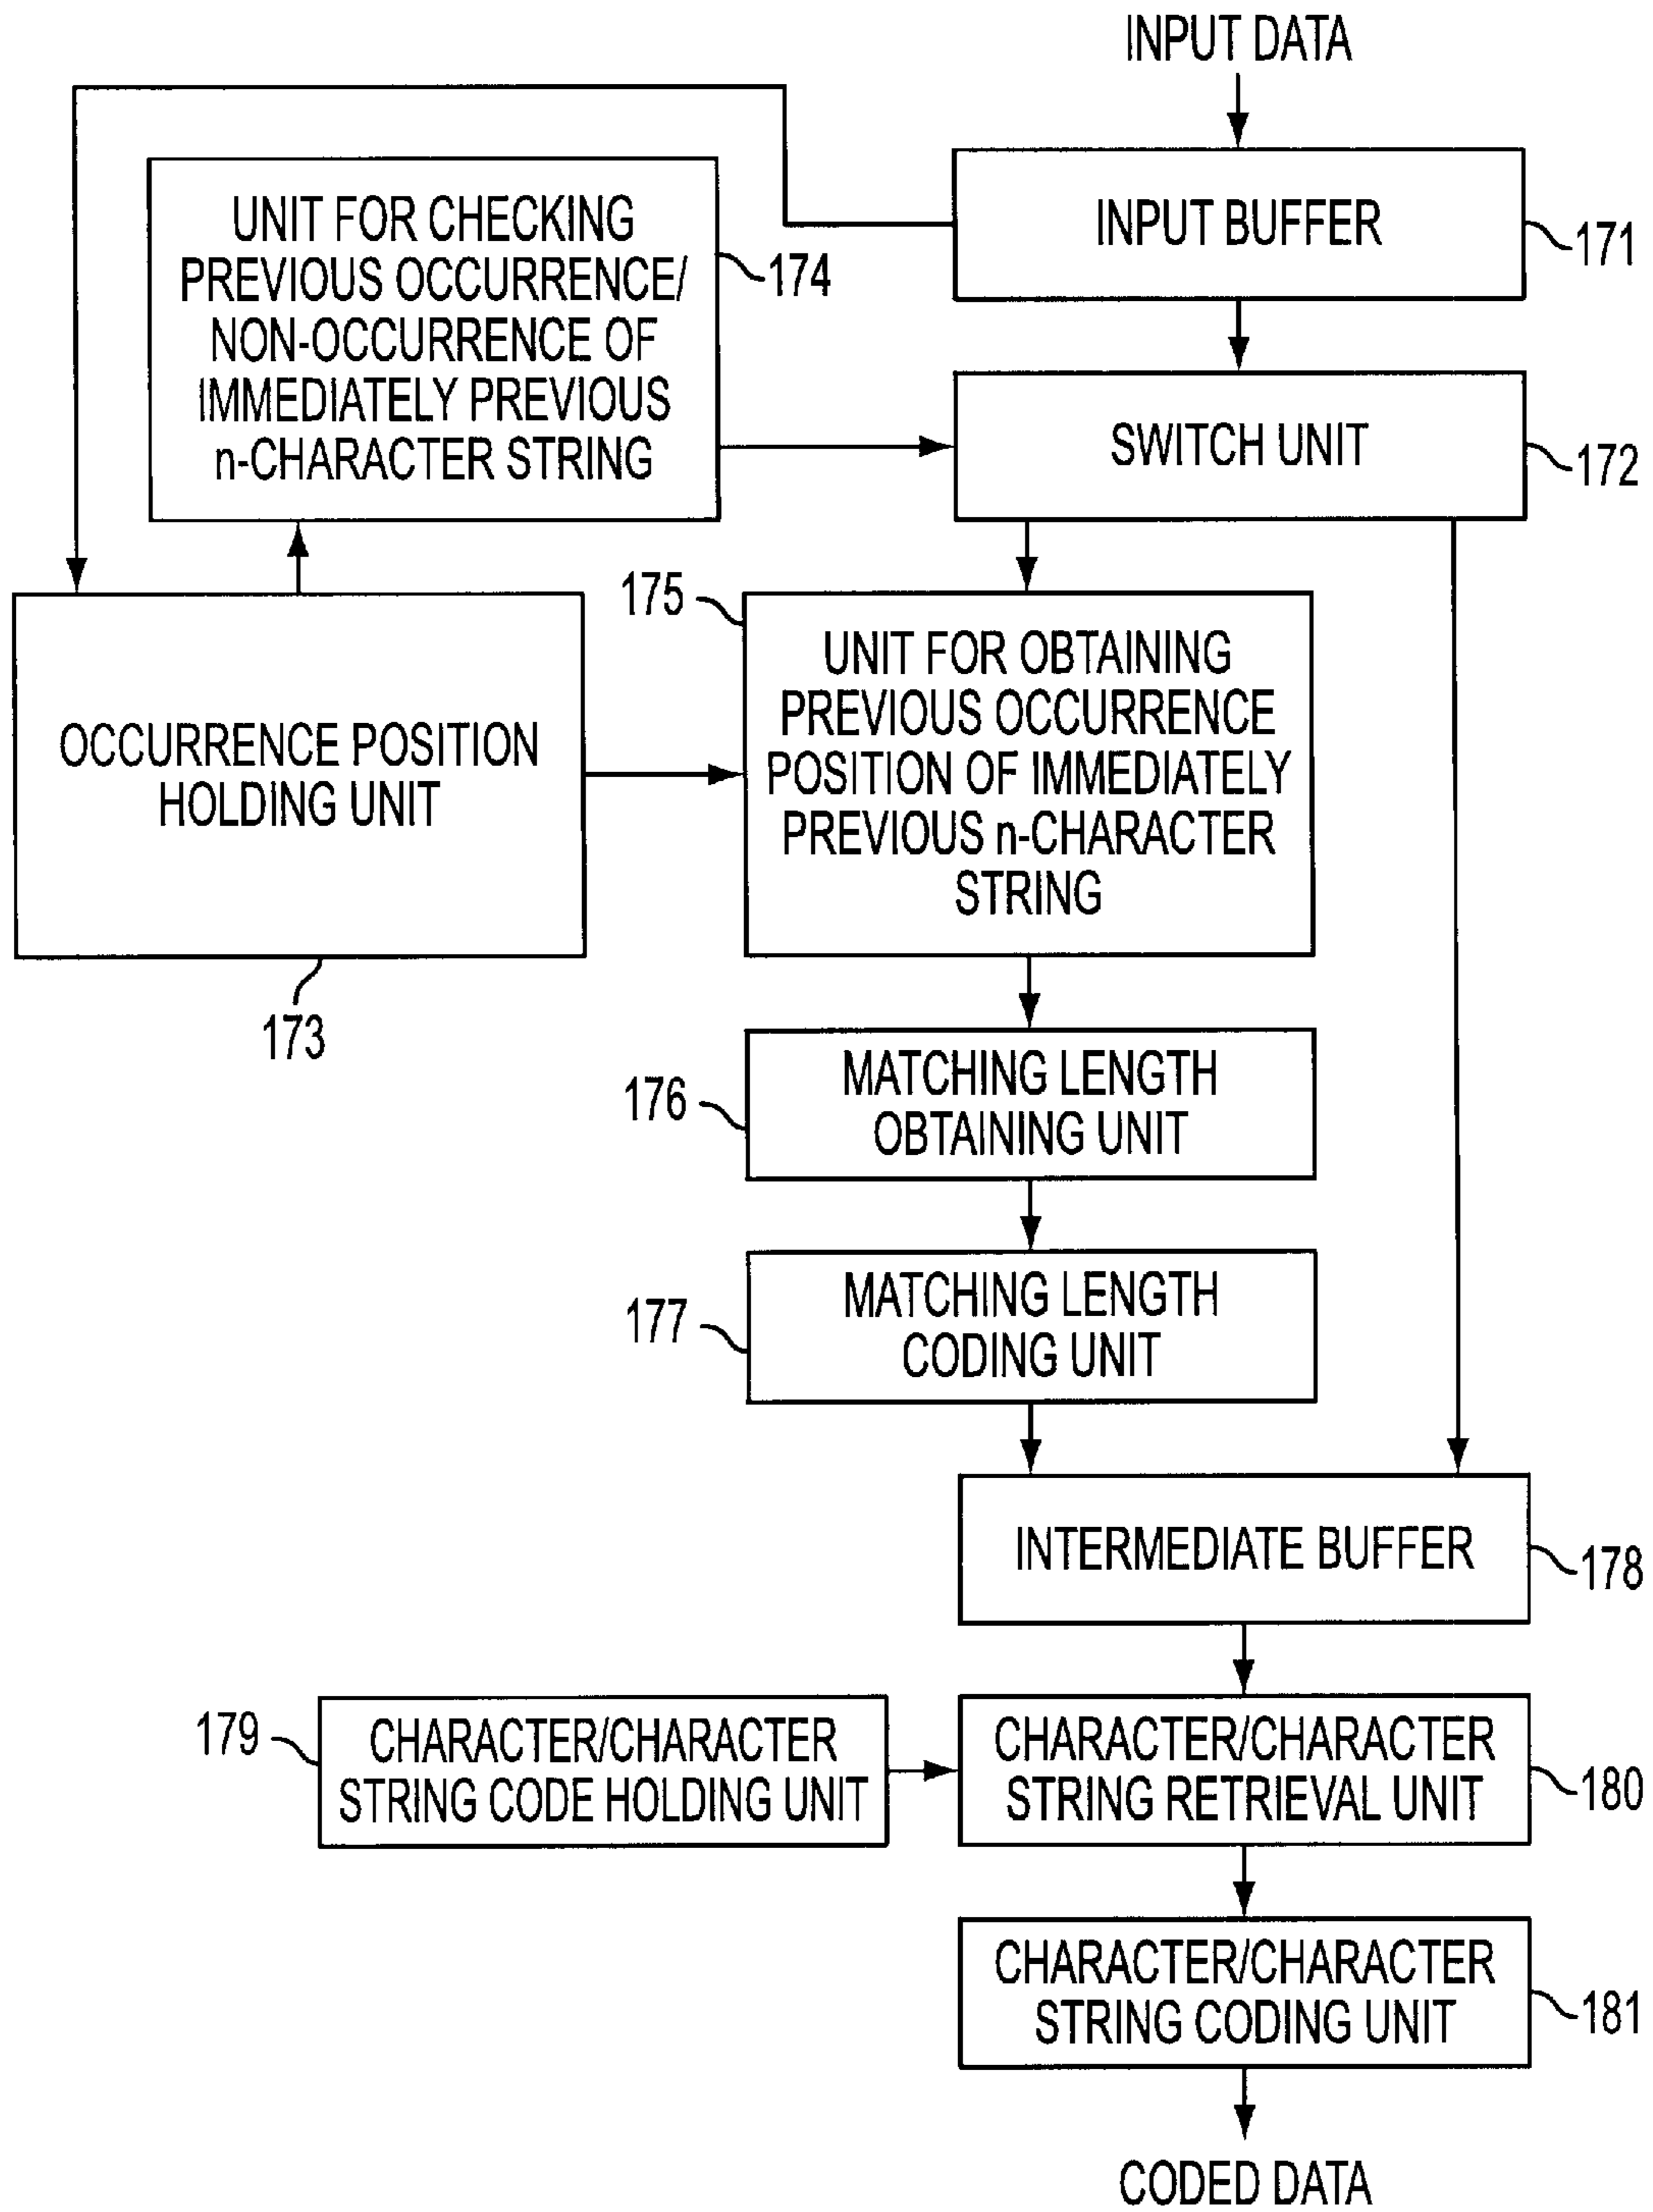 INPUT DATA
INPUT BUFFER
171
UNIT FOR CHECKING
PREVIOUS OCCURRENCE/
NON-OCCURRENCE OF
IMMEDIATELY PREVIOUS
n-CHARACTER STRING
174
SWITCH UNIT
172
OCCURRENCE POSITION
HOLDING UNIT
173
175
UNIT FOR OBTAINING
PREVIOUS OCCURRENCE
POSITION OF IMMEDIATELY
PREVIOUS n-CHARACTER
STRING
176
MATCHING LENGTH
OBTAINING UNIT
177
MATCHING LENGTH
CODING UNIT
INTERMEDIATE BUFFER
178
179
CHARACTER/CHARACTER
STRING CODE HOLDING UNIT
CHARACTER/CHARACTER
STRING RETRIEVAL UNIT
180
CHARACTER/CHARACTER
STRING CODING UNIT
181
CODED DATA